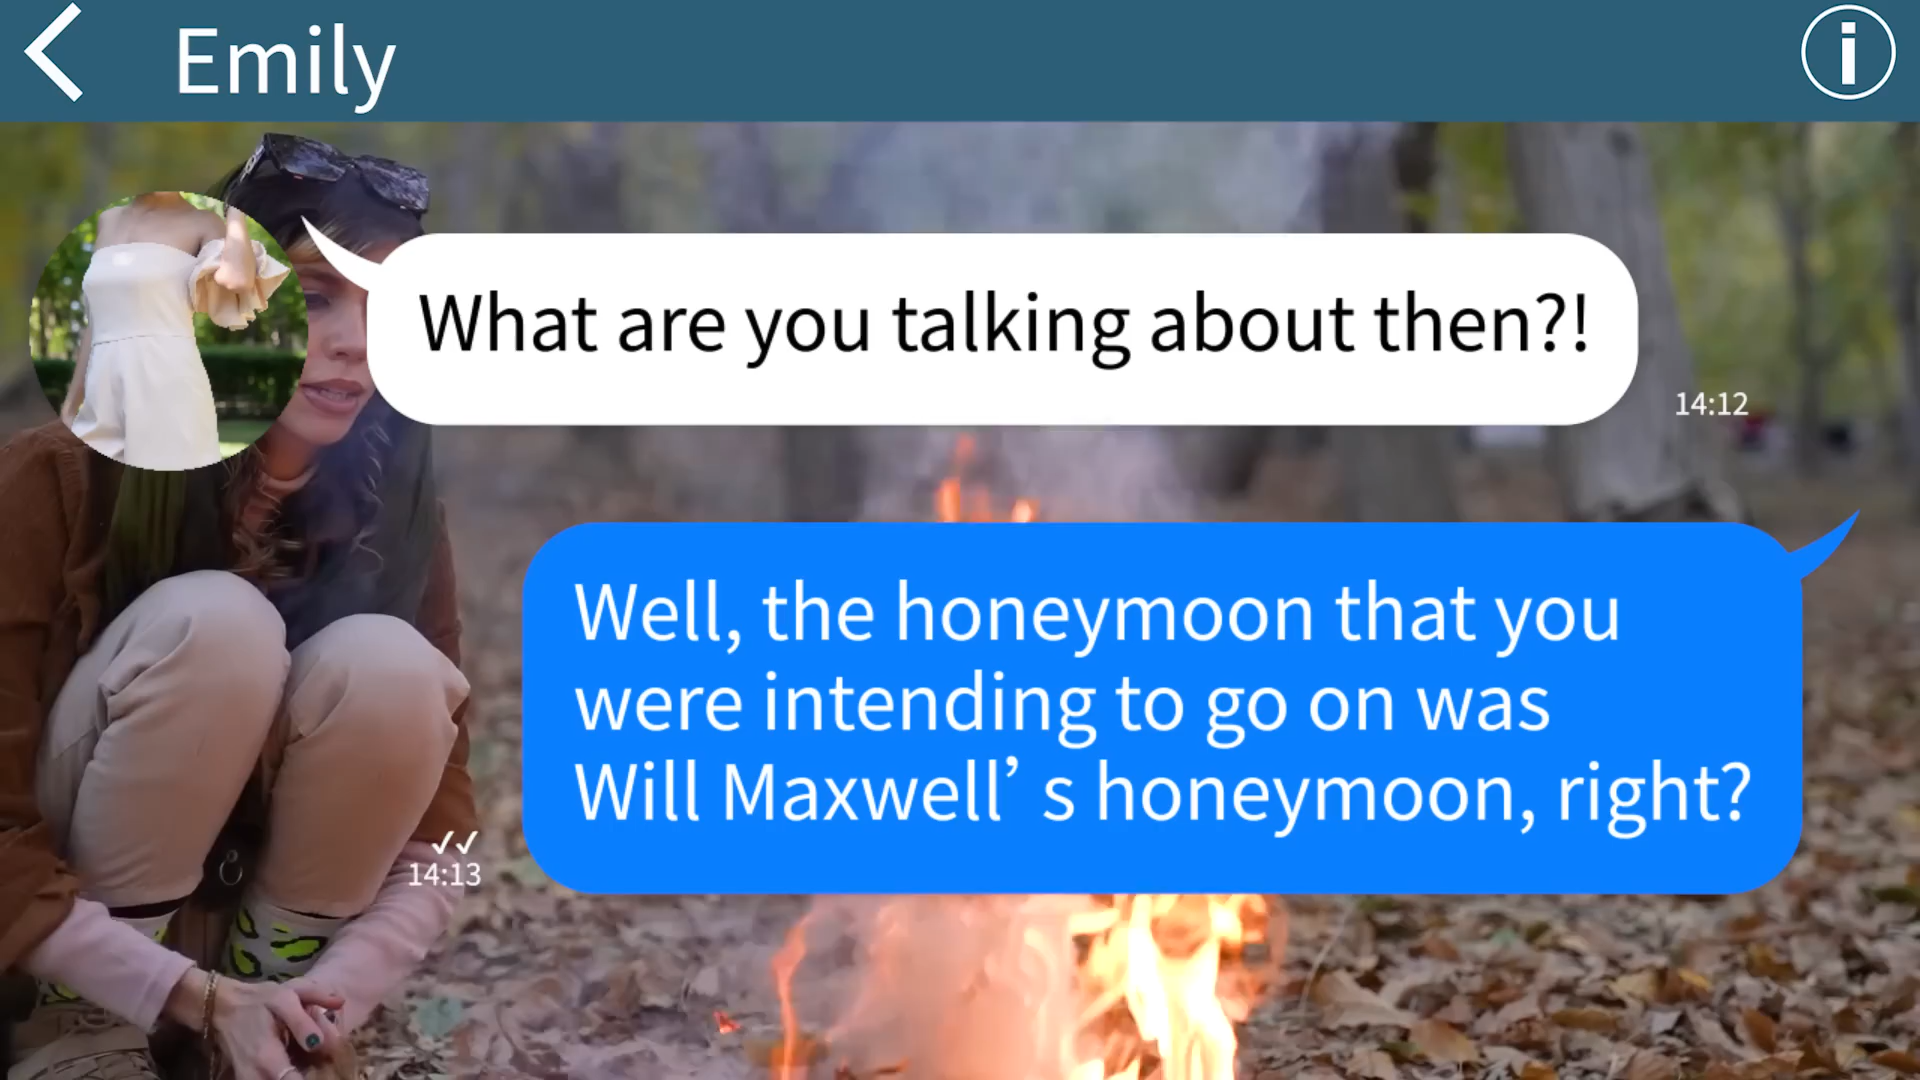 Emily
What are you talking about then?!
14:12
Well, the honeymoon that you
were intending to go on was
Will Maxwell’s honeymoon, right?
14:13